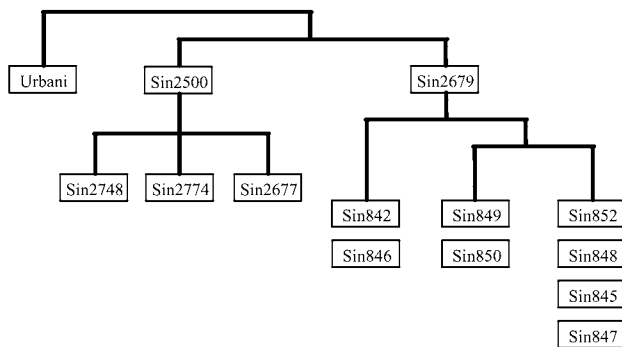 Urbani Sin2500 Sin2679
Sin2748 Sin2774 Sin2677
Sin842 Sin849 Sin852
Sin846 Sin850 Sin848
Sin845
Sin847